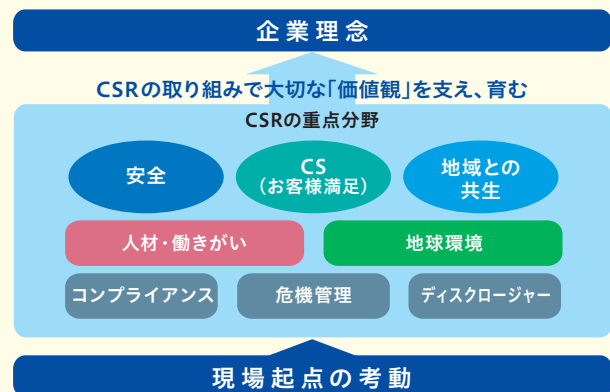 企業理念
CSRの取り組みで大切な「価値観」を支え、育む
CSRの重点分野
安全
CS
(お客様満足)
地域との
共生
人材・働きがい
地球環境
コンプライアンス
危機管理
ディスクロージャー
現場起点の考動